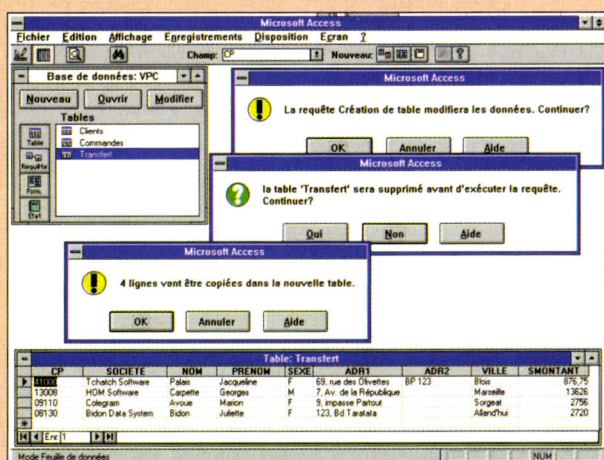 Microsoft Access
Fichier Edition Affichage Enregistrements Disposition Ecran ?
Champ: CP Nouveau:
Base de données: VPC
Nouveau Ouvrir Modifier
Tables
Table
Requête
Form.
Etat
Clients
Commandes
Transfert
Microsoft Access
La requête Création de table modifiera les données. Continuer?
OK Annuler Aide
Microsoft Access
la table 'Transfert' sera supprimé avant d'exécuter la requête.
Continuer?
Oui Non Aide
Microsoft Access
4 lignes vont être copiées dans la nouvelle table.
OK Annuler Aide
Table: Transfert
CP SOCIETE NOM PRENOM SEXE ADR1 ADR2 VILLE SMONTANT
41000 Tchatch Software Palais Jacqueline F 69, rue des Olivettes BP 123 Blois 876,75
13008 HOM Software Carpette Georges M 7, Av. de la République Marseille 13626
09110 Colegram Avoue Marion F 9, impasse Partout Sorgeat 2756
08130 Bidon Data System Bidon Juliette F 123, Bd Taratata Alland'hui 2720
Enr: 1
Mode Feuille de données NUM